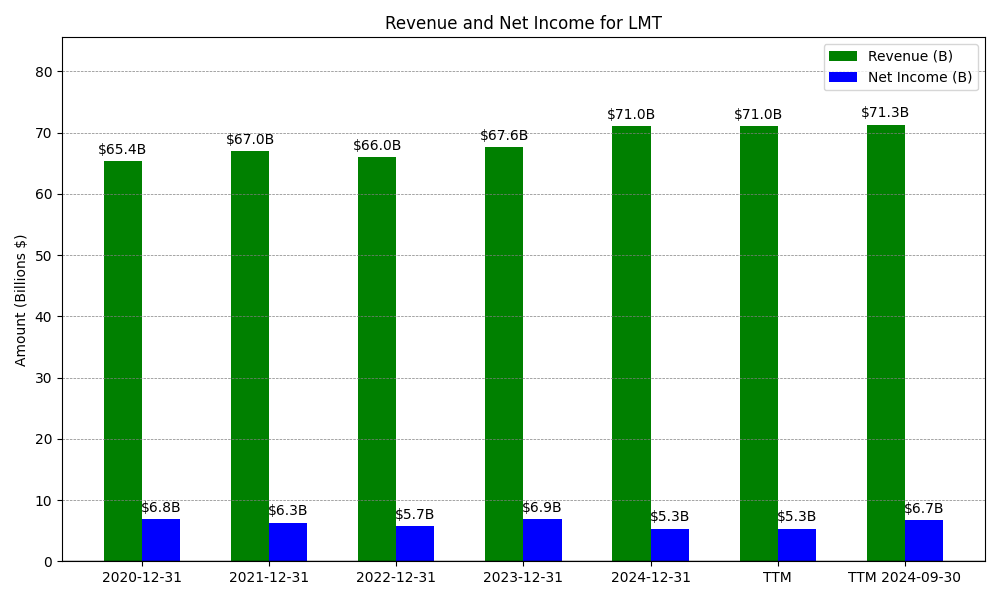 Revenue and Net Income for LMT
Revenue (B)
Net Income (B)
Amount (Billions $)
80
70
60
50
40
30
20
10
0
$65.4B
$67.0B
$66.0B
$67.6B
$71.0B
$71.0B
$71.3B
$6.8B
$6.3B
$5.7B
$6.9B
$5.3B
$5.3B
$6.7B
2020-12-31
2021-12-31
2022-12-31
2023-12-31
2024-12-31
TTM
TTM 2024-09-30